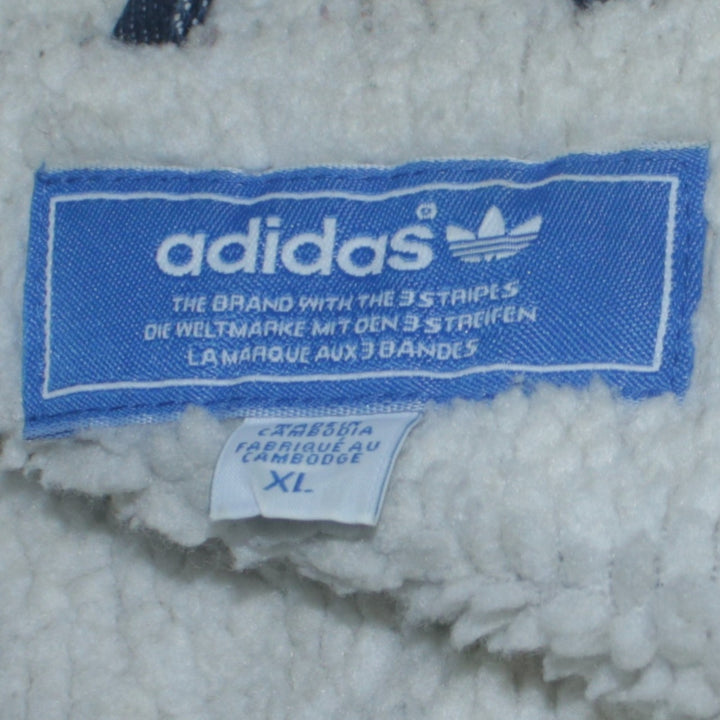 adidas®
THE BRAND WITH THE 3 STRIPES
DIE WELTMARKE MIT DEN 3 STREIFEN
LA MARQUE AUX 3 BANDES
CAMBODIA
FABRIQUÉ AU
CAMBODGE
XL